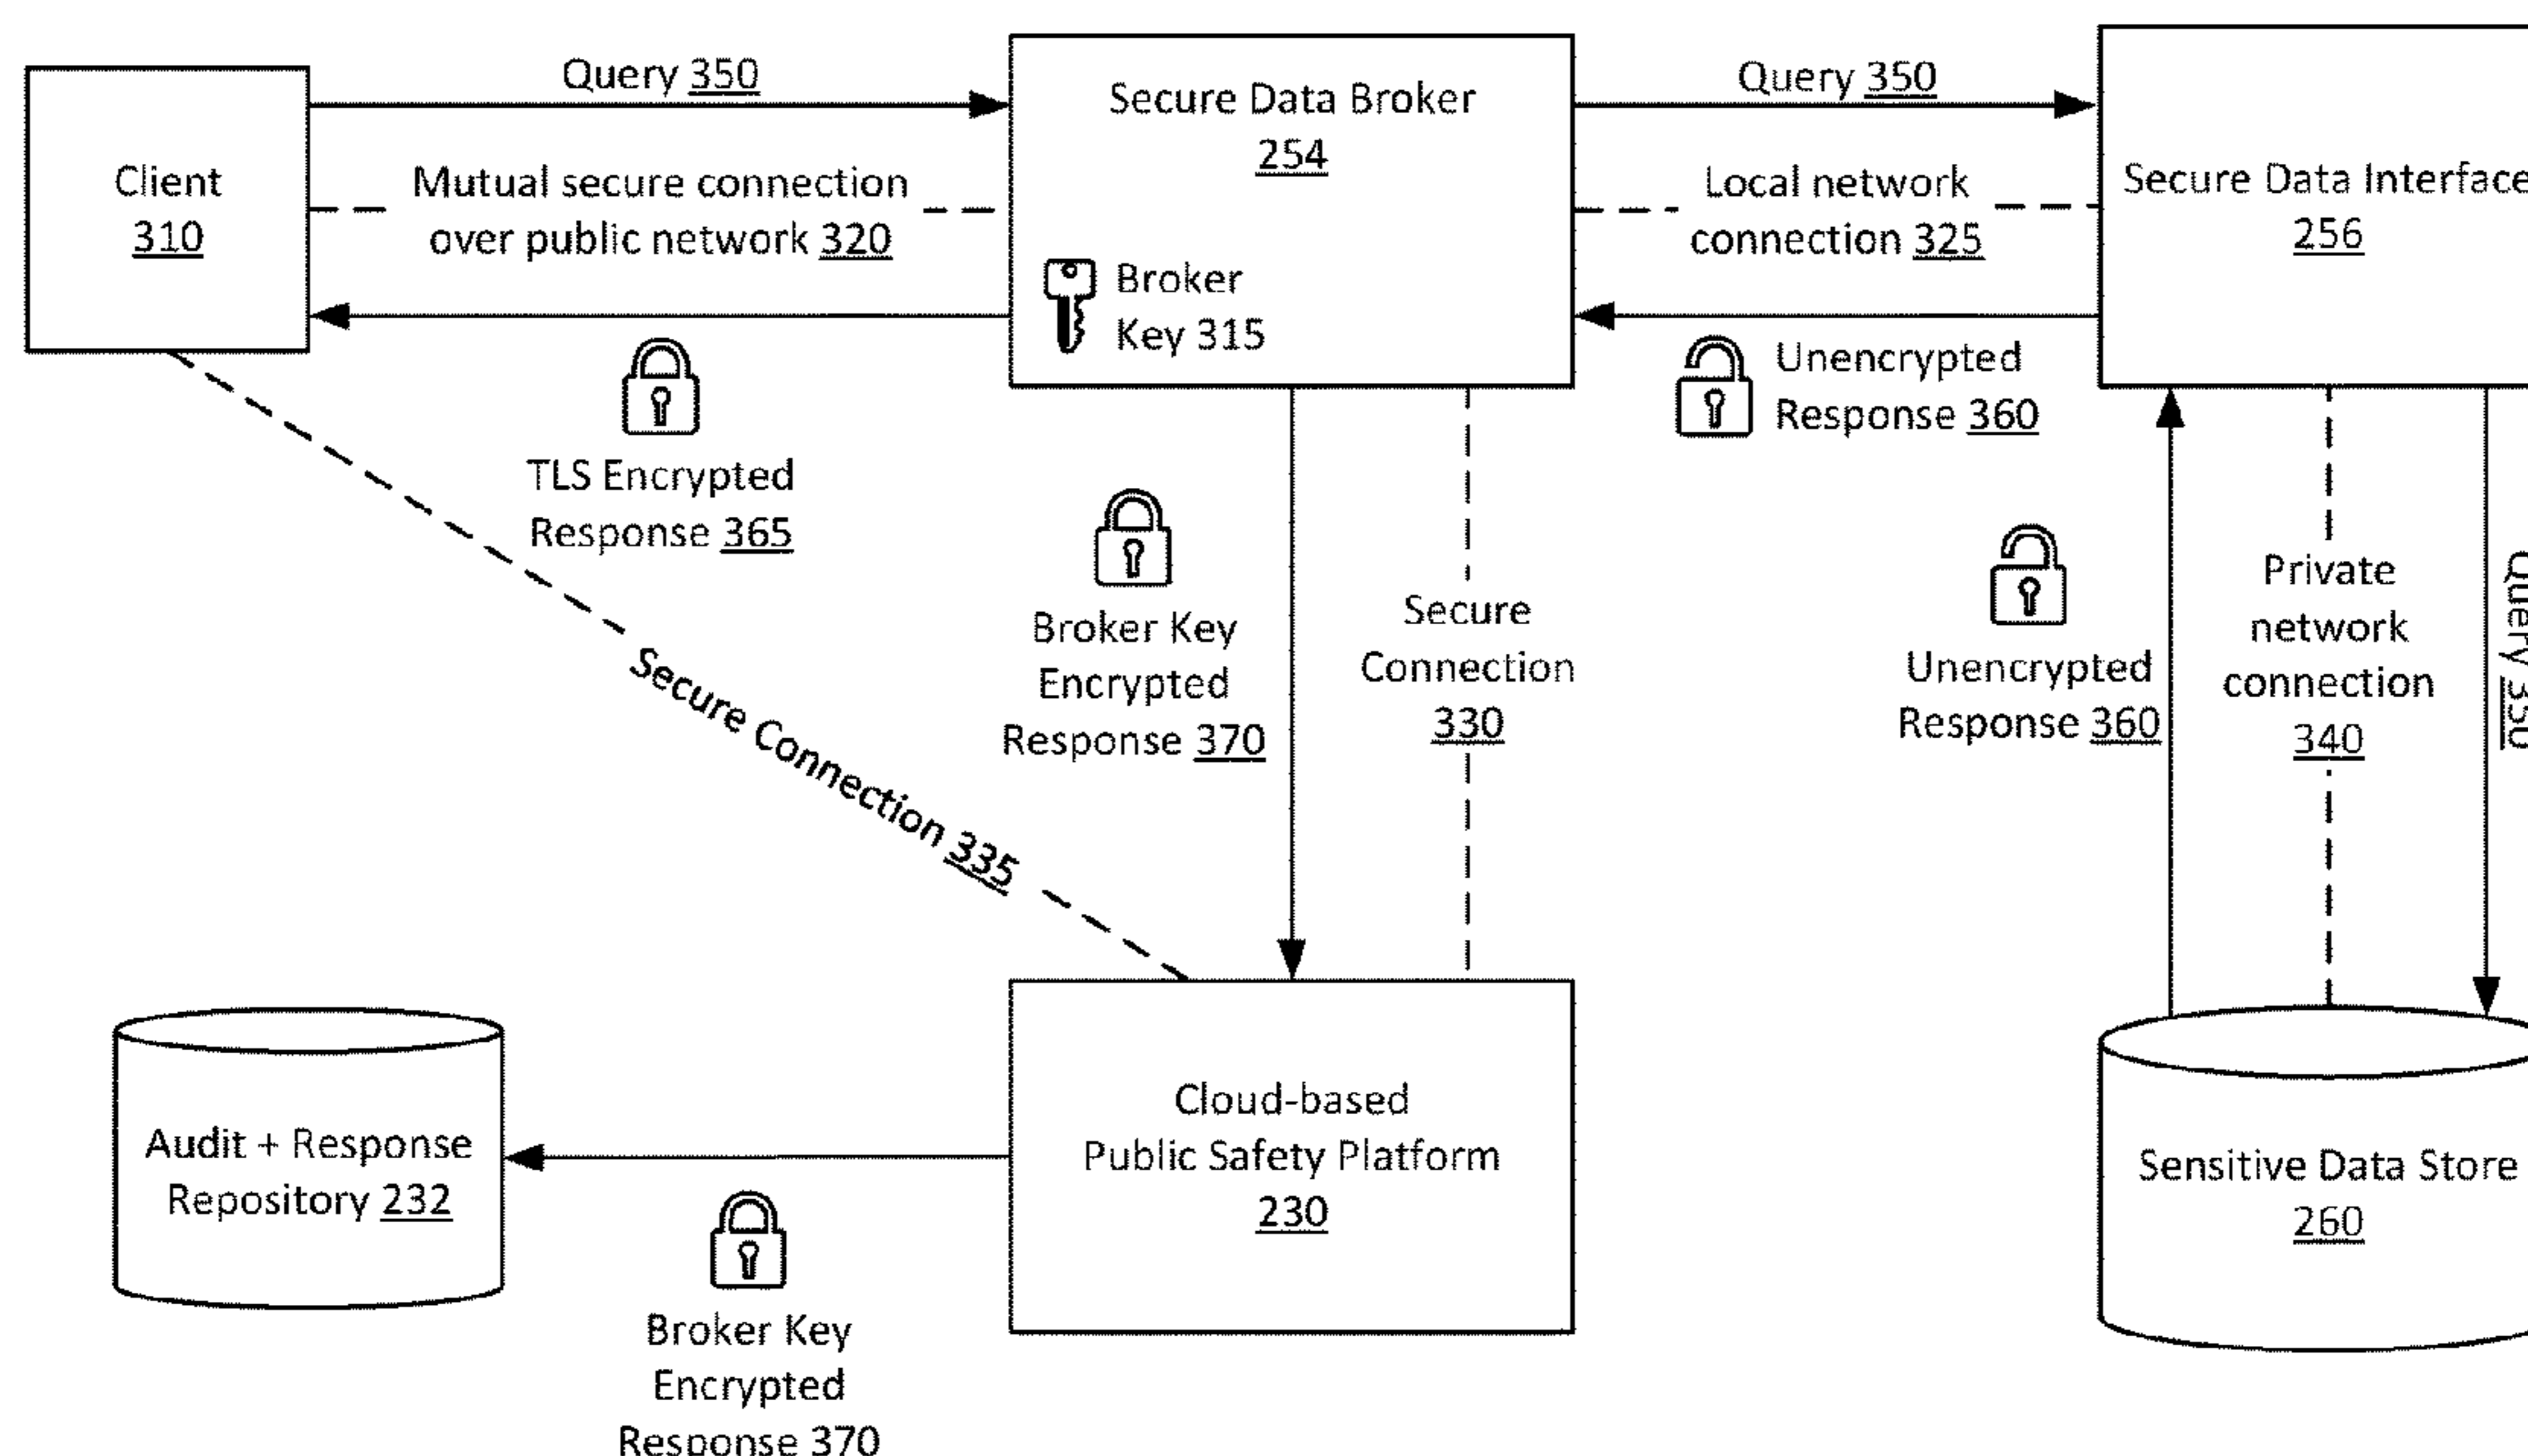 Query 350
Client
310
Mutual secure connection
over public network 320
TLS Encrypted
Response 365
Secure Data Broker
254
Broker
Key 315
Query 350
Local network
connection 325
Unencrypted
Response 360
Secure Data Interface
256
Secure Connection 335
Broker Key
Encrypted
Response 370
Secure
Connection
330
Unencrypted
Response 360
Private
network
connection
340
Query 350
Audit + Response
Repository 232
Broker Key
Encrypted
Response 370
Cloud-based
Public Safety Platform
230
Sensitive Data Store
260